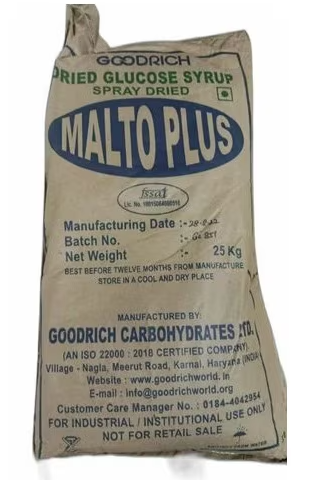 GOODRICH
DRIED GLUCOSE SYRUP
SPRAY DRIED
MALTO PLUS
fssai
Manufacturing Date :-
Batch No. :-
Net Weight :- 25 Kg
BEST BEFORE TWELVE MONTHS FROM MANUFACTURE
STORE IN A COOL AND DRY PLACE
MANUFACTURED BY:
GOODRICH CARBOHYDRATES LTD.
(AN ISO 22000 : 2018 CERTIFIED COMPANY)
Village - Nagla, Meerut Road, Karnal, Haryana (INDIA)
Website : www.goodrichworld.in
E-mail : info@goodrichworld.org
Customer Care Manager No. : 0184-4042954
FOR INDUSTRIAL / INSTITUTIONAL USE ONLY
NOT FOR RETAIL SALE